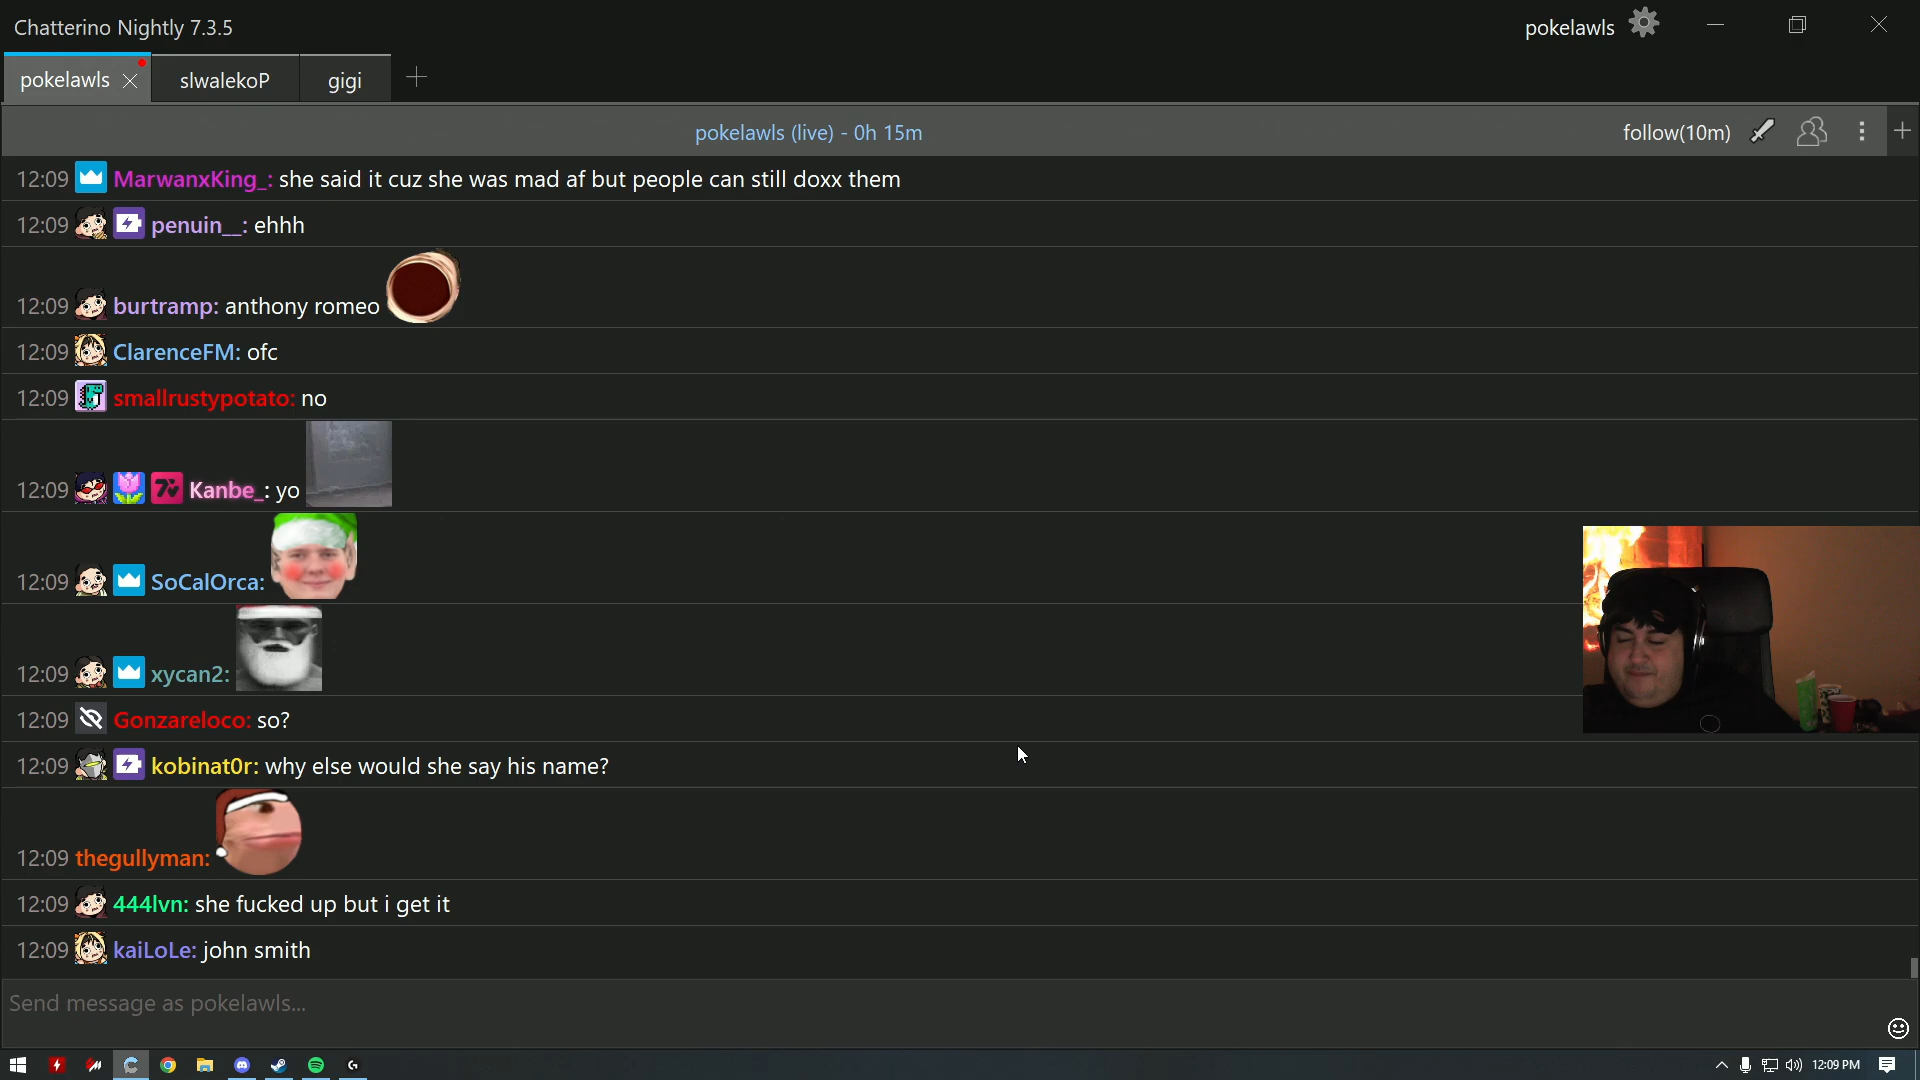 Chatterino Nightly 7.3.5
pokelawls
pokelawls
slwalekoP
gigi
pokelawls (live) - 0h 15m
follow(10m)
12:09 MarwanxKing_: she said it cuz she was mad af but people can still doxx them
12:09 penuin__: ehhh
12:09 burtramp: anthony romeo
12:09 ClarenceFM: ofc
12:09 smallrustypotato: no
12:09 Kanbe_: yo
12:09 SoCalOrca:
12:09 xycan2:
12:09 Gonzareloco: so?
12:09 kobinat0r: why else would she say his name?
12:09 thegullyman:
12:09 444lvn: she fucked up but i get it
12:09 kaiLoLe: john smith
Send message as pokelawls...
12:09 PM